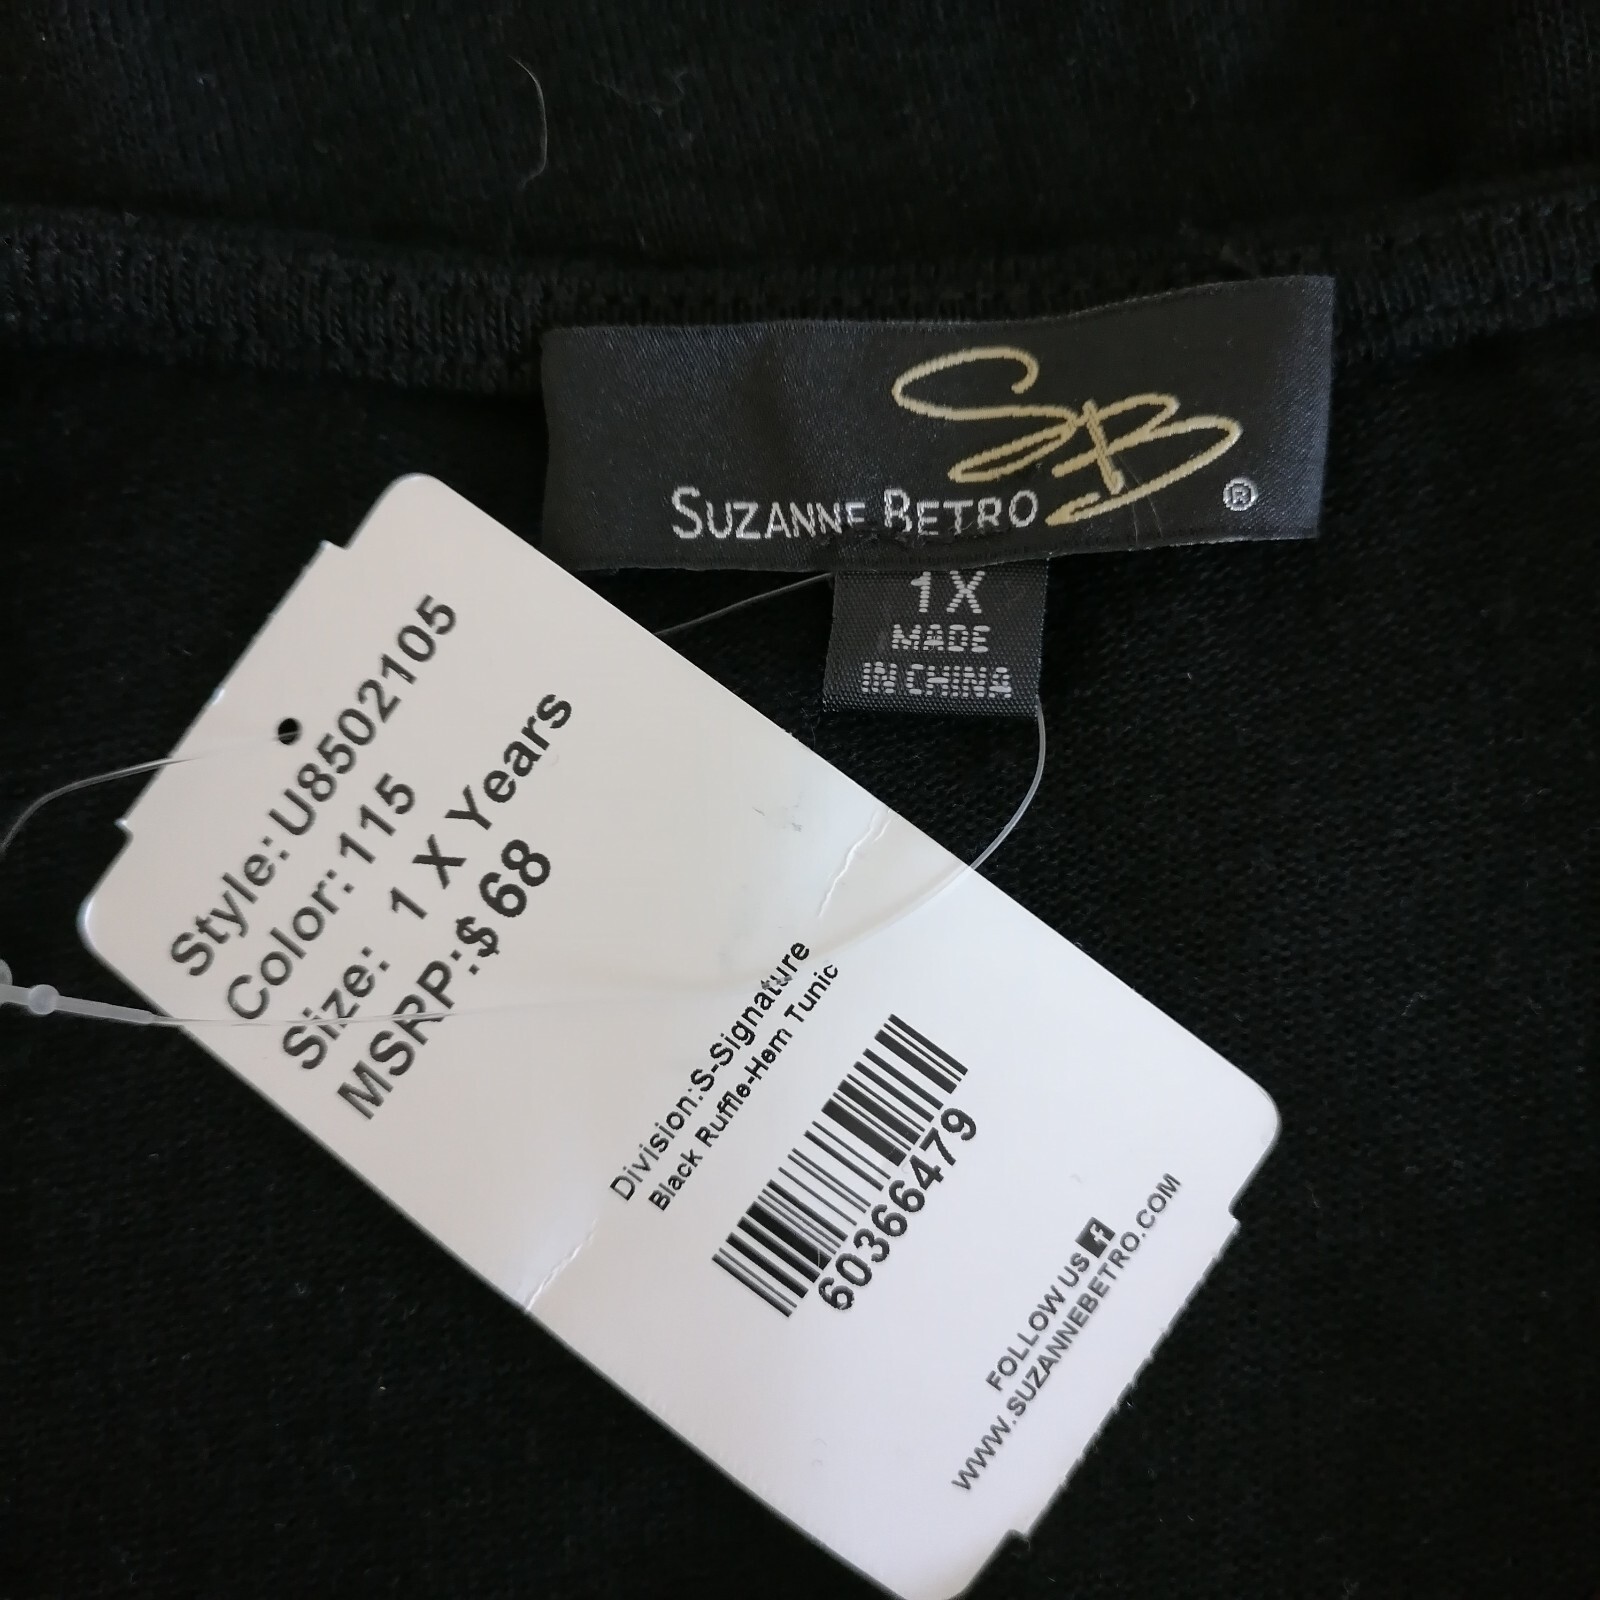 SB
SUZANNE BETRO ®
1X
MADE
IN CHINA
Style: U8502105
Color: 115
Size: 1 X Years
MSRP:$ 68
Division:S-Signature
Black Ruffle-Hem Tunic
60366479
FOLLOW US f
WWW.SUZANNEBETRO.COM